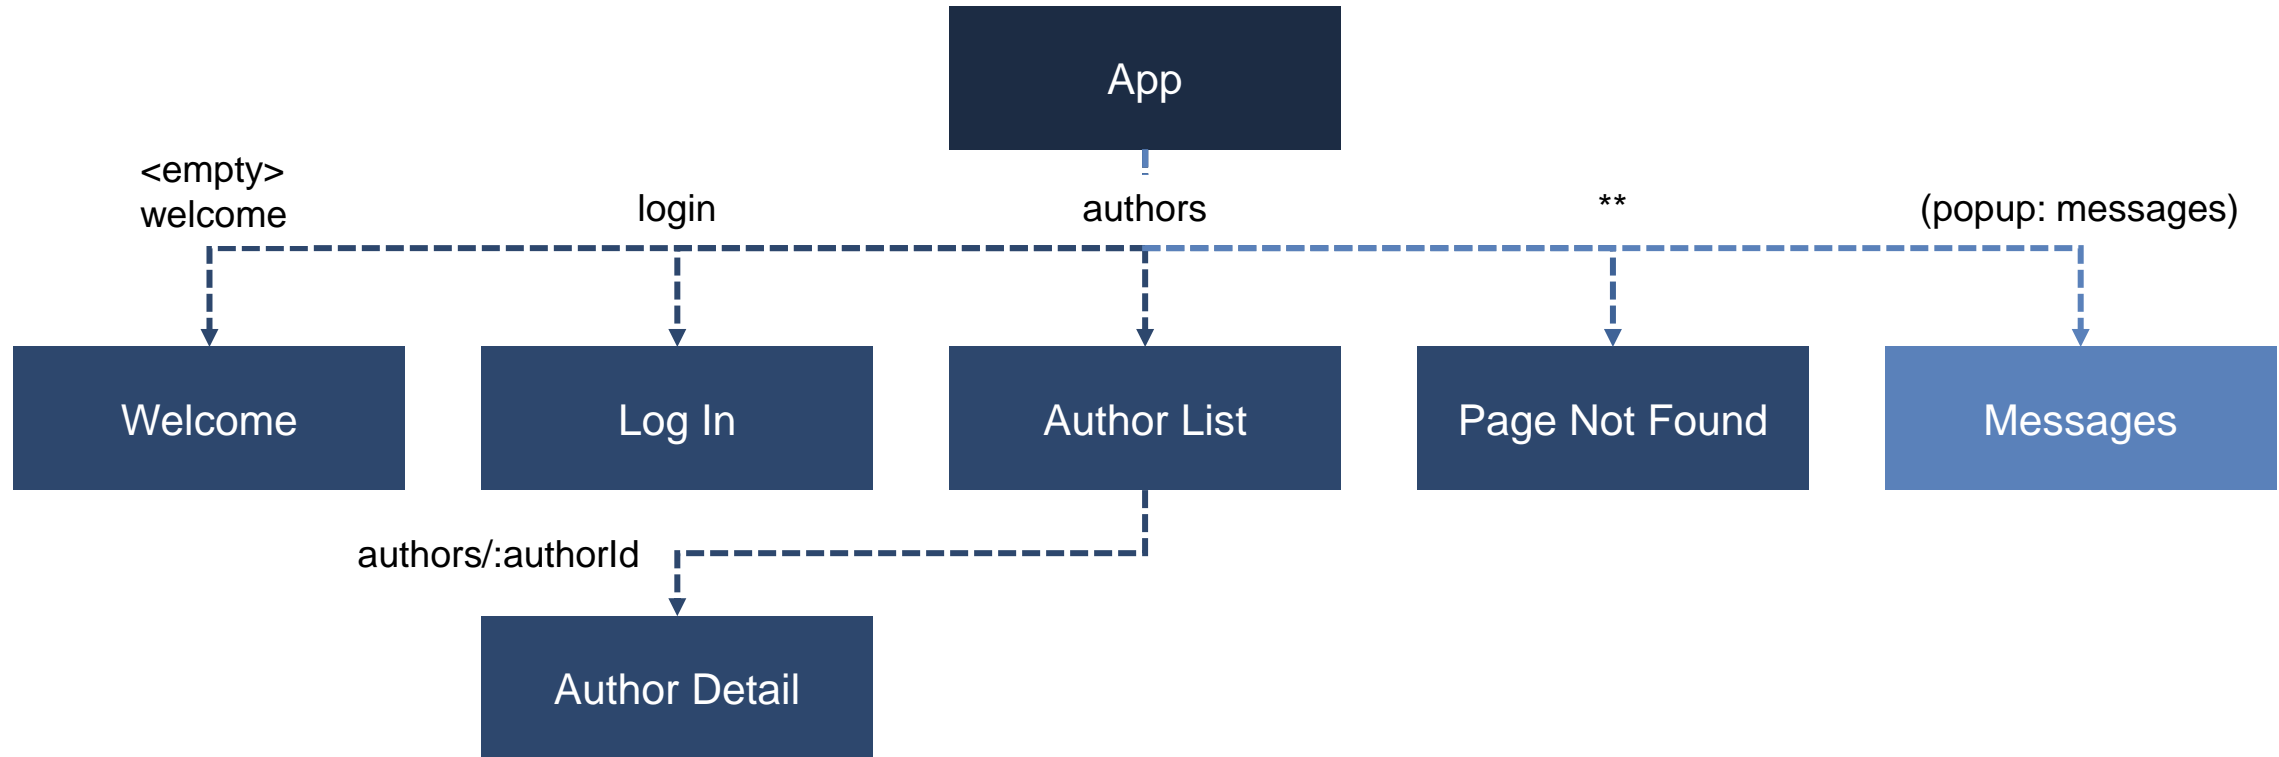 App
<empty>
welcome
login
authors
**
(popup: messages)
Welcome
Log In
Author List
Page Not Found
Messages
authors/:authorId
Author Detail